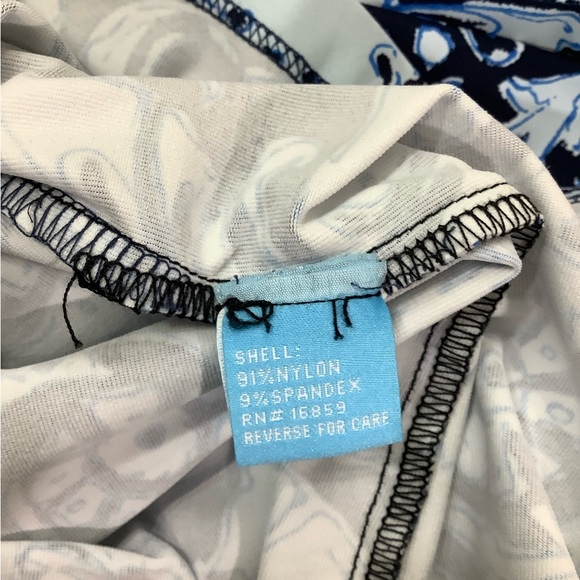 SHELL:
91%NYLON
9%SPANDEX
RN# 16859
REVERSE FOR CARE